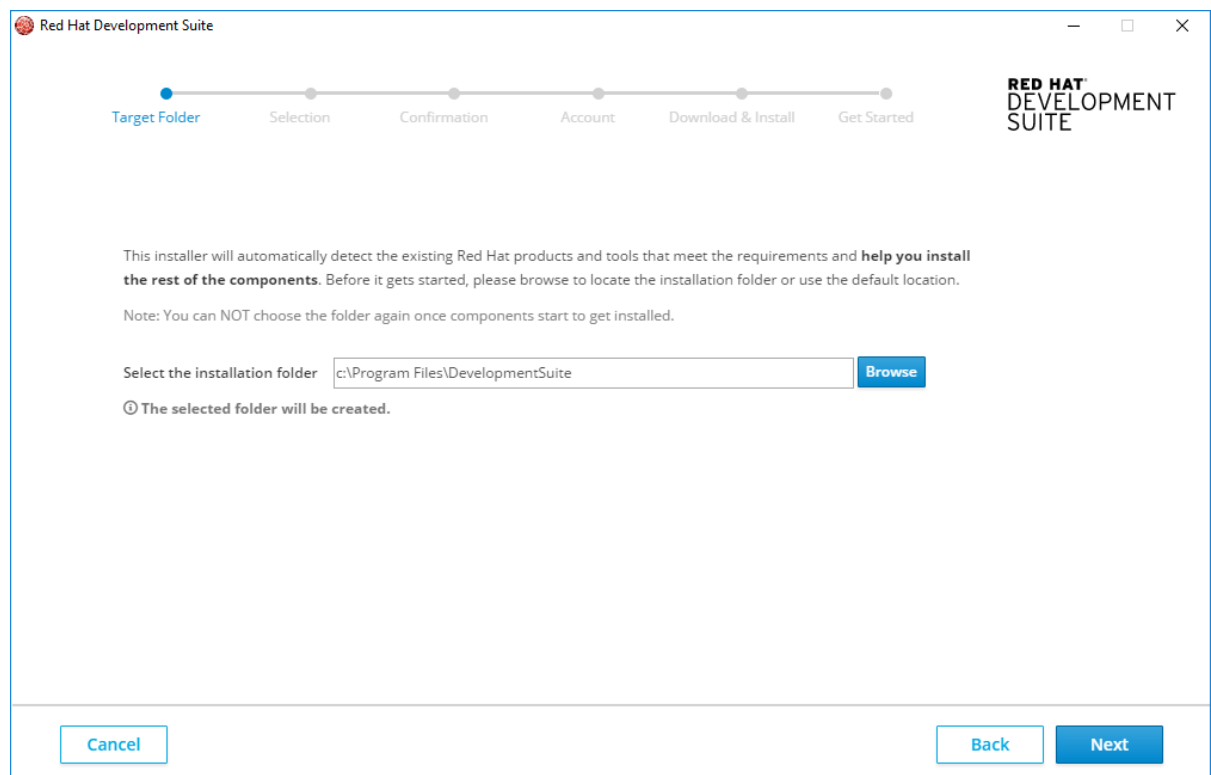 Red Hat Development Suite
Target Folder
Selection
Confirmation
Account
Download & Install
Get Started
RED HAT
DEVELOPMENT
SUITE
This installer will automatically detect the existing Red Hat products and tools that meet the requirements and help you install
the rest of the components. Before it gets started, please browse to locate the installation folder or use the default location.
Note: You can NOT choose the folder again once components start to get installed.
Select the installation folder c:\Program Files\DevelopmentSuite Browse
The selected folder will be created.
Cancel Back Next